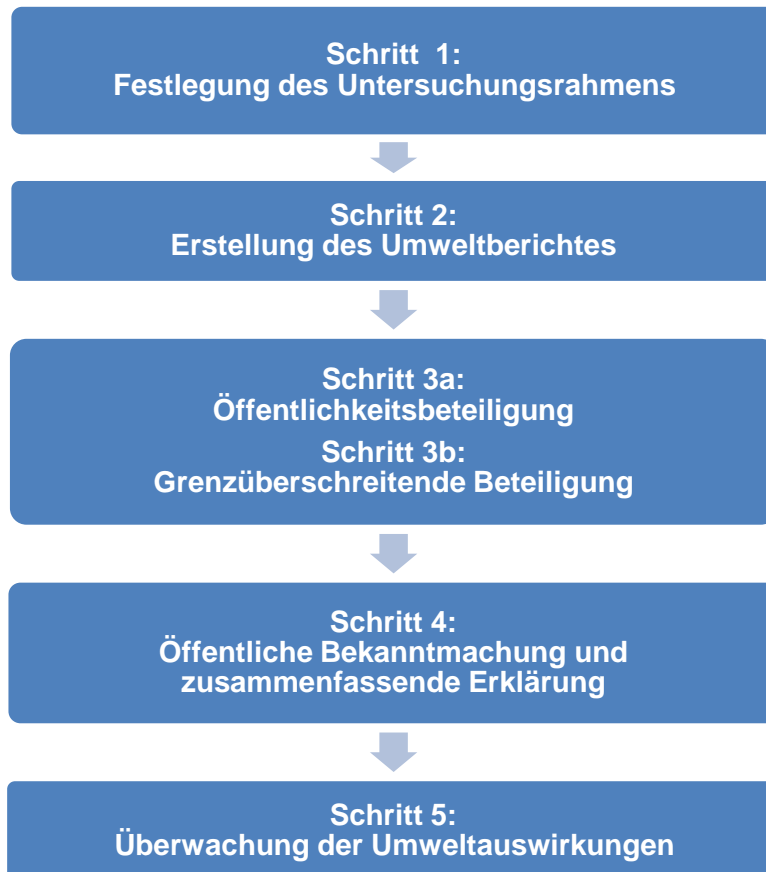 Schritt 1:
Festlegung des Untersuchungsrahmens
Schritt 2:
Erstellung des Umweltberichtes
Schritt 3a:
Öffentlichkeitsbeteiligung
Schritt 3b:
Grenzüberschreitende Beteiligung
Schritt 4:
Öffentliche Bekanntmachung und
zusammenfassende Erklärung
Schritt 5:
Überwachung der Umweltauswirkungen